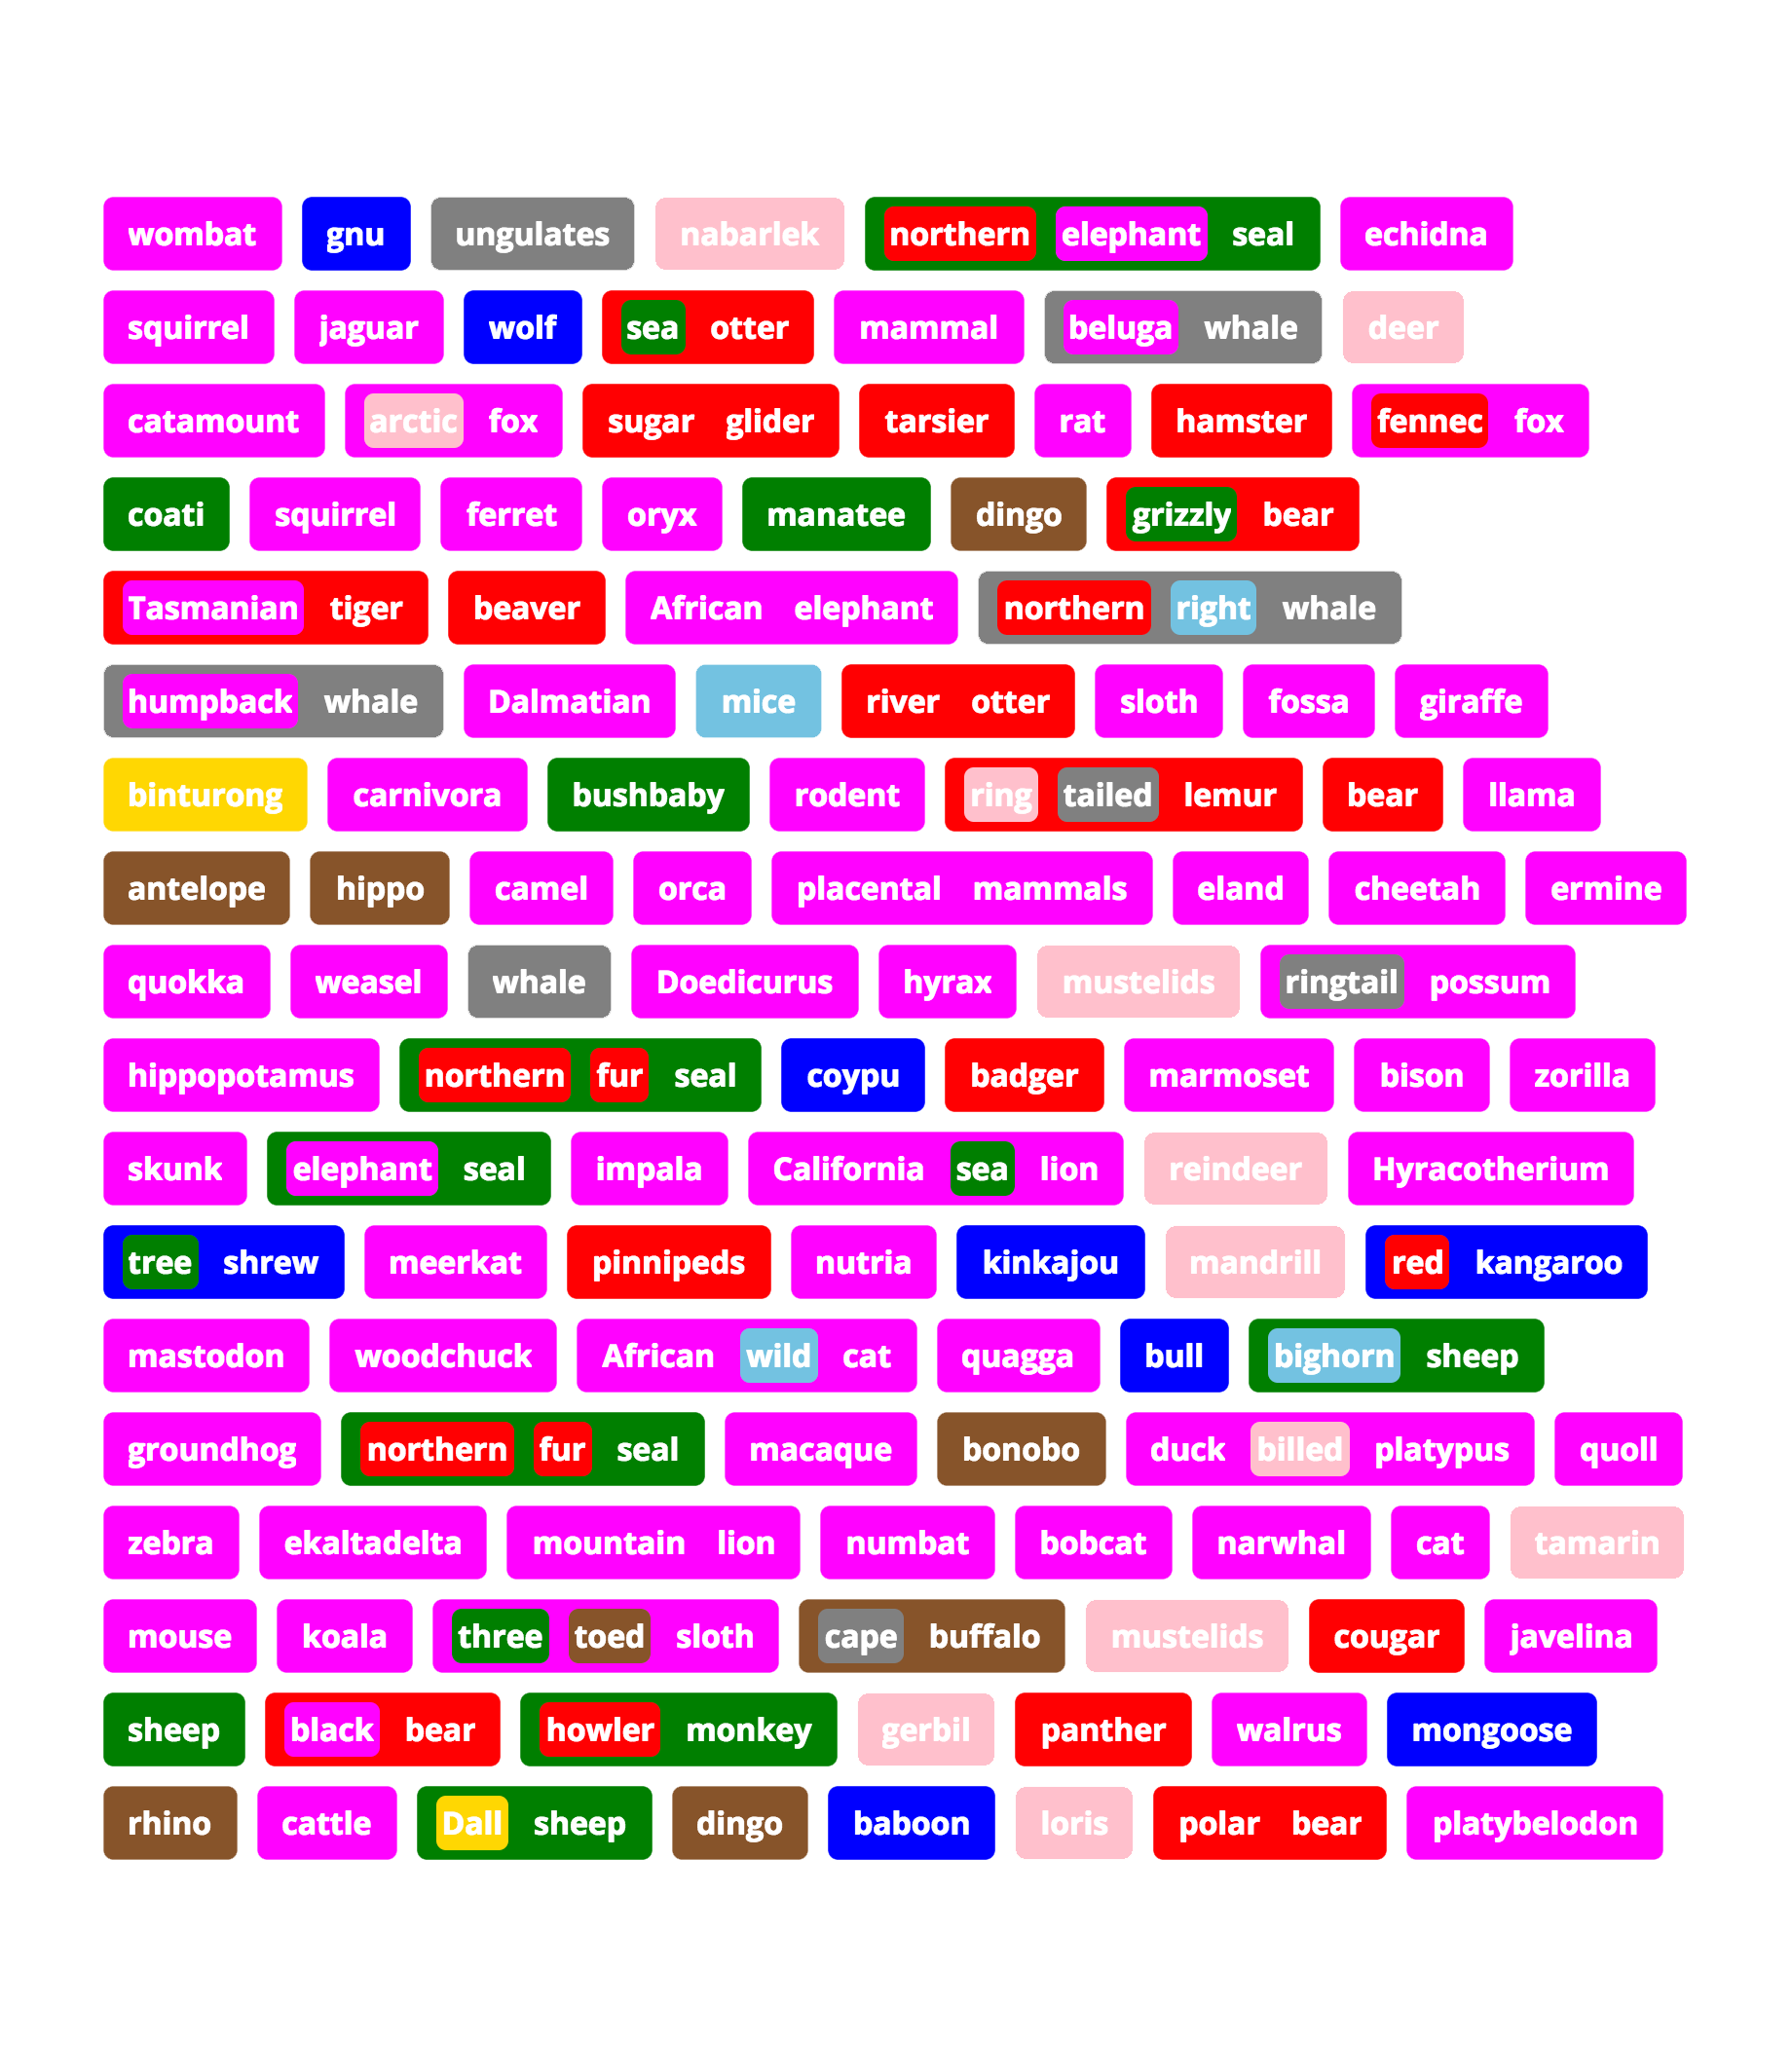 wombat gnu ungulates nabarlek northern elephant seal echidna
squirrel jaguar wolf sea otter mammal beluga whale deer
catamount arctic fox sugar glider tarsier rat hamster fennec fox
coati squirrel ferret oryx manatee dingo grizzly bear
Tasmanian tiger beaver African elephant northern right whale
humpback whale Dalmatian mice river otter sloth fossa giraffe
binturong carnivora bushbaby rodent ring tailed lemur bear llama
antelope hippo camel orca placental mammals eland cheetah ermine
quokka weasel whale Doedicurus hyrax mustelids ringtail possum
hippopotamus northern fur seal coypu badger marmoset bison zorilla
skunk elephant seal impala California sea lion reindeer Hyracotherium
tree shrew meerkat pinnipeds nutria kinkajou mandrill red kangaroo
mastodon woodchuck African wild cat quagga bull bighorn sheep
groundhog northern fur seal macaque bonobo duck billed platypus quoll
zebra ekaltadelta mountain lion numbat bobcat narwhal cat tamarin
mouse koala three toed sloth cape buffalo mustelids cougar javelina
sheep black bear howler monkey gerbil panther walrus mongoose
rhino cattle Dall sheep dingo baboon loris polar bear platybelodon